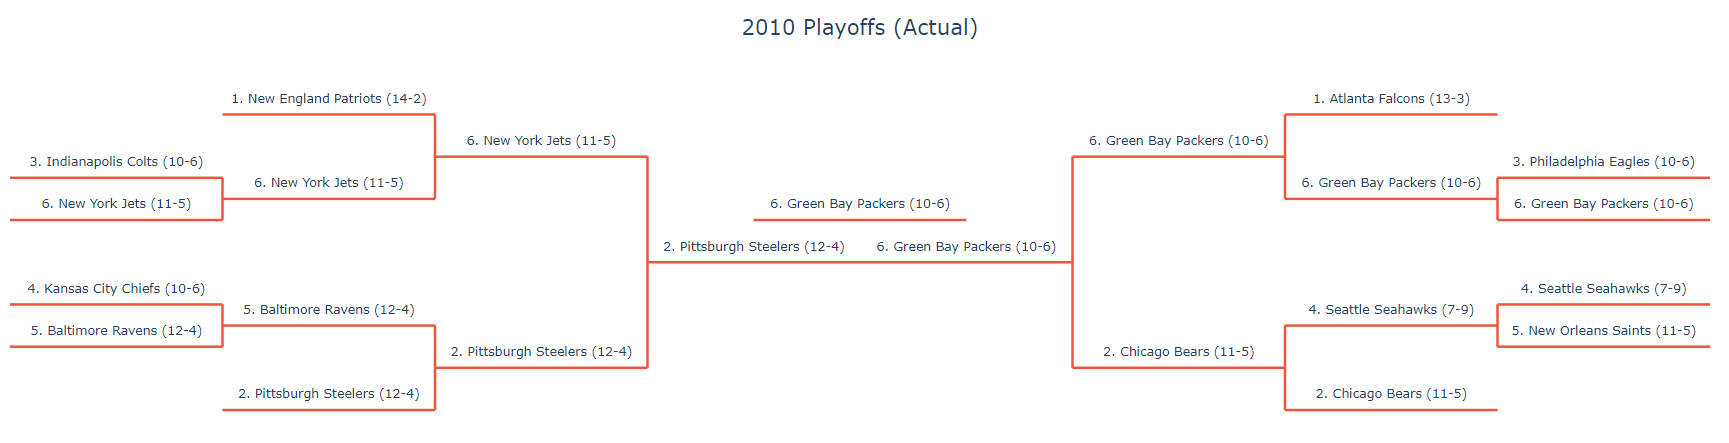 2010 Playoffs (Actual)
1. New England Patriots (14-2)
1. Atlanta Falcons (13-3)
6. New York Jets (11-5)
6. Green Bay Packers (10-6)
3. Indianapolis Colts (10-6)
3. Philadelphia Eagles (10-6)
6. New York Jets (11-5)
6. Green Bay Packers (10-6)
6. New York Jets (11-5)
6. Green Bay Packers (10-6)
6. Green Bay Packers (10-6)
2. Pittsburgh Steelers (12-4)
6. Green Bay Packers (10-6)
4. Kansas City Chiefs (10-6)
4. Seattle Seahawks (7-9)
5. Baltimore Ravens (12-4)
4. Seattle Seahawks (7-9)
5. Baltimore Ravens (12-4)
5. New Orleans Saints (11-5)
2. Pittsburgh Steelers (12-4)
2. Chicago Bears (11-5)
2. Pittsburgh Steelers (12-4)
2. Chicago Bears (11-5)